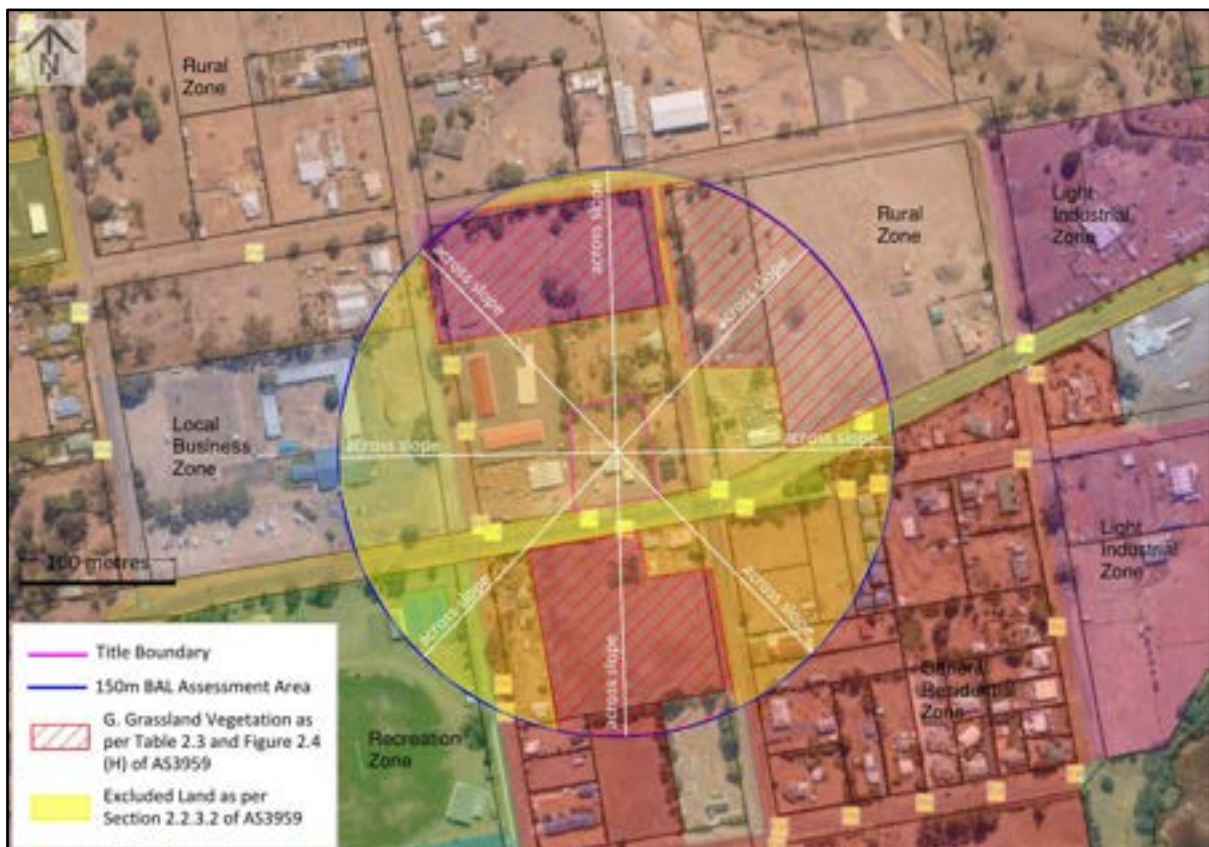 N
Rural
Zone
across slope
across slope
across slope
Rural
Zone
Light
Industrial
Zone
across slope
across slope
Local
Business
Zone
100 metres
Light
Industrial
Zone
across slope
across slope
across slope
General
Residential
Zone
Recreation
Zone
Title Boundary
150m BAL Assessment Area
G. Grassland Vegetation as
per Table 2.3 and Figure 2.4
(H) of AS3959
Excluded Land as per
Section 2.2.3.2 of AS3959